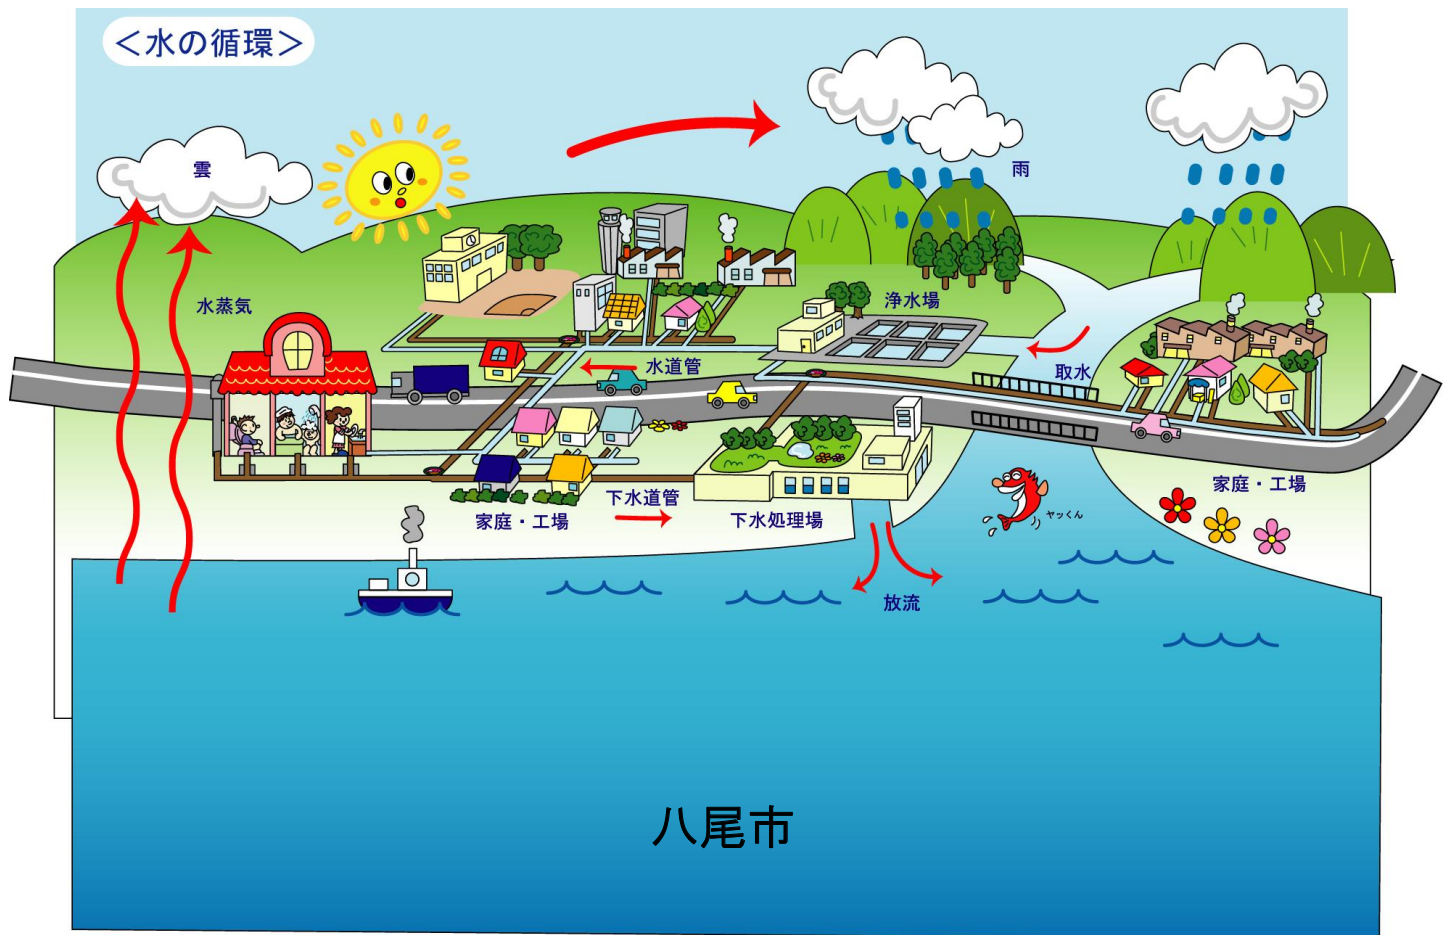 ＜水の循環＞
雲
雨
水蒸気
浄水場
水道管
取水
家庭・工場
下水道管
下水処理場
家庭・工場
ヤッくん
放流
八尾市